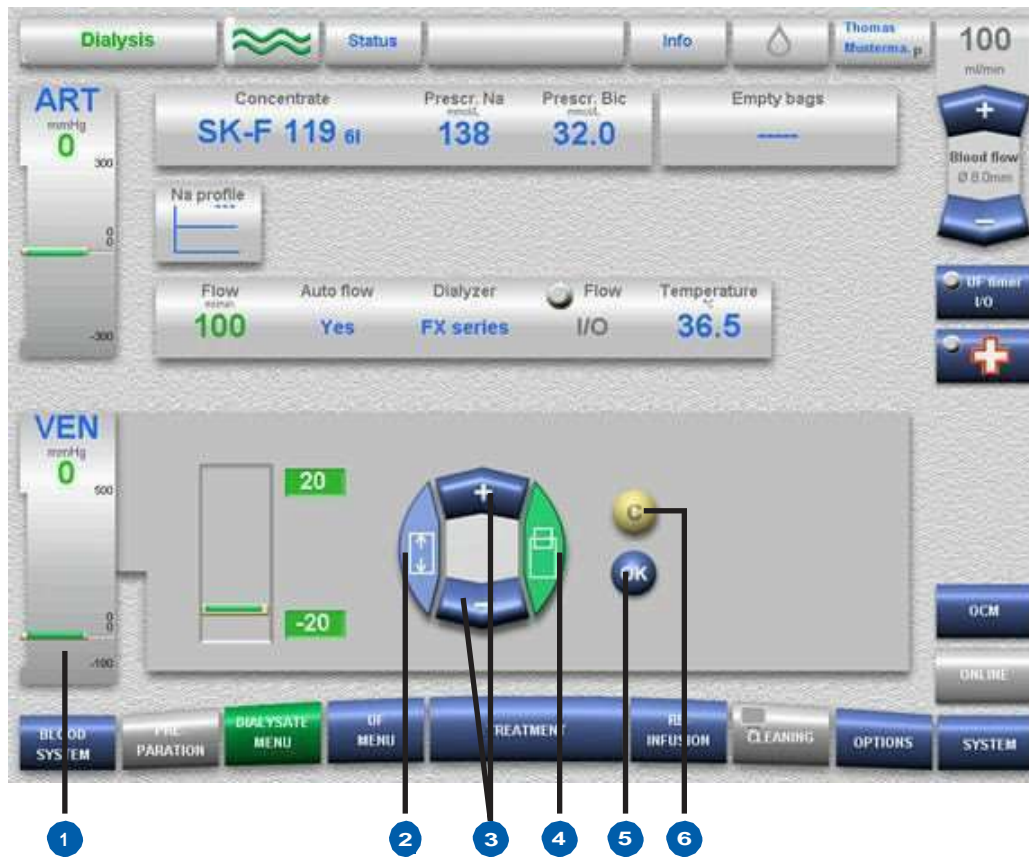 Dialysis
Status
Info
Thomas
Musterma. p
100
ml/min
ART
mmHg
0
300
0
0
-300
Concentrate
SK-F 119 6l
Prescr. Na
mmol/L
138
Prescr. Bic
mmol/L
32.0
Empty bags
-----
+
Blood flow
Ø 8.0mm
-
Na profile
---
Flow
ml/min
100
Auto flow
Yes
Dialyzer
FX series
Flow
I/O
Temperature
°C
36.5
UF timer
I/O
VEN
mmHg
0
500
0
0
-100
20
-20
+
-
C
OK
OCM
ONLINE
BLOOD
SYSTEM
PARATION
DIALYSATE
MENU
UF
MENU
TREATMENT
INFUSION
CLEANING
OPTIONS
SYSTEM
1
2
3
4
5
6